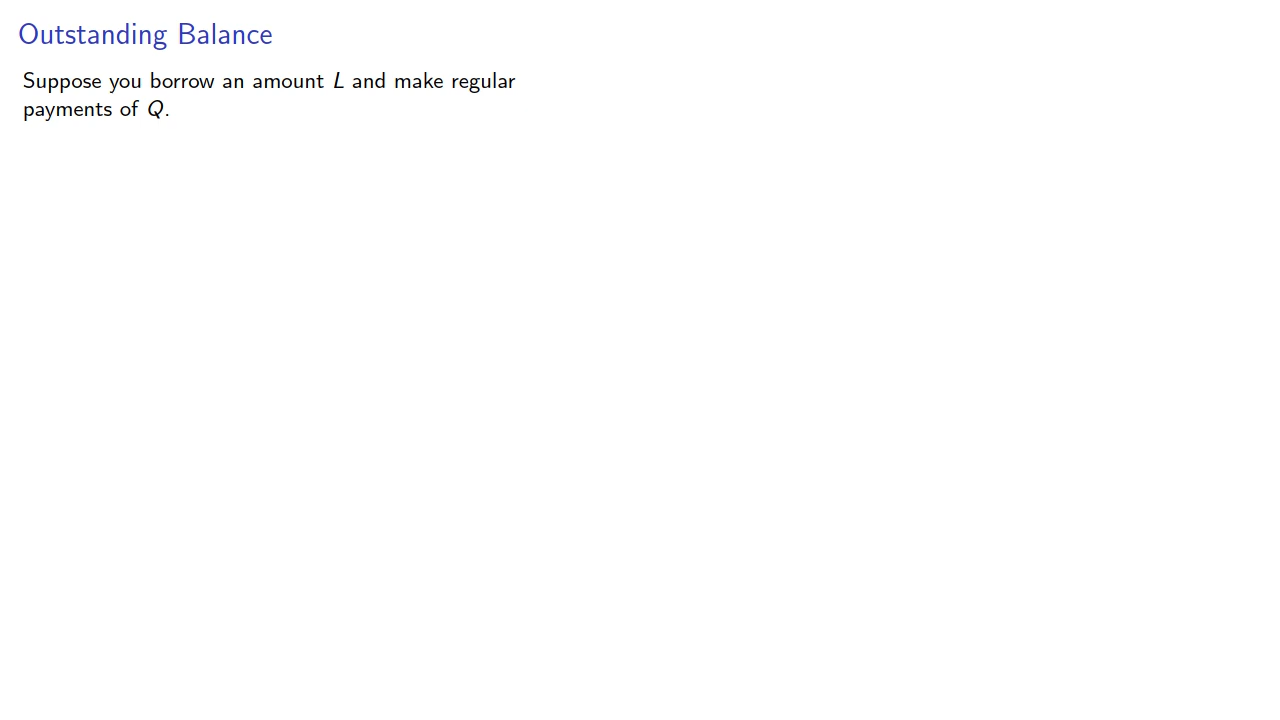 Outstanding Balance
Suppose you borrow an amount L and make regular
payments of Q.